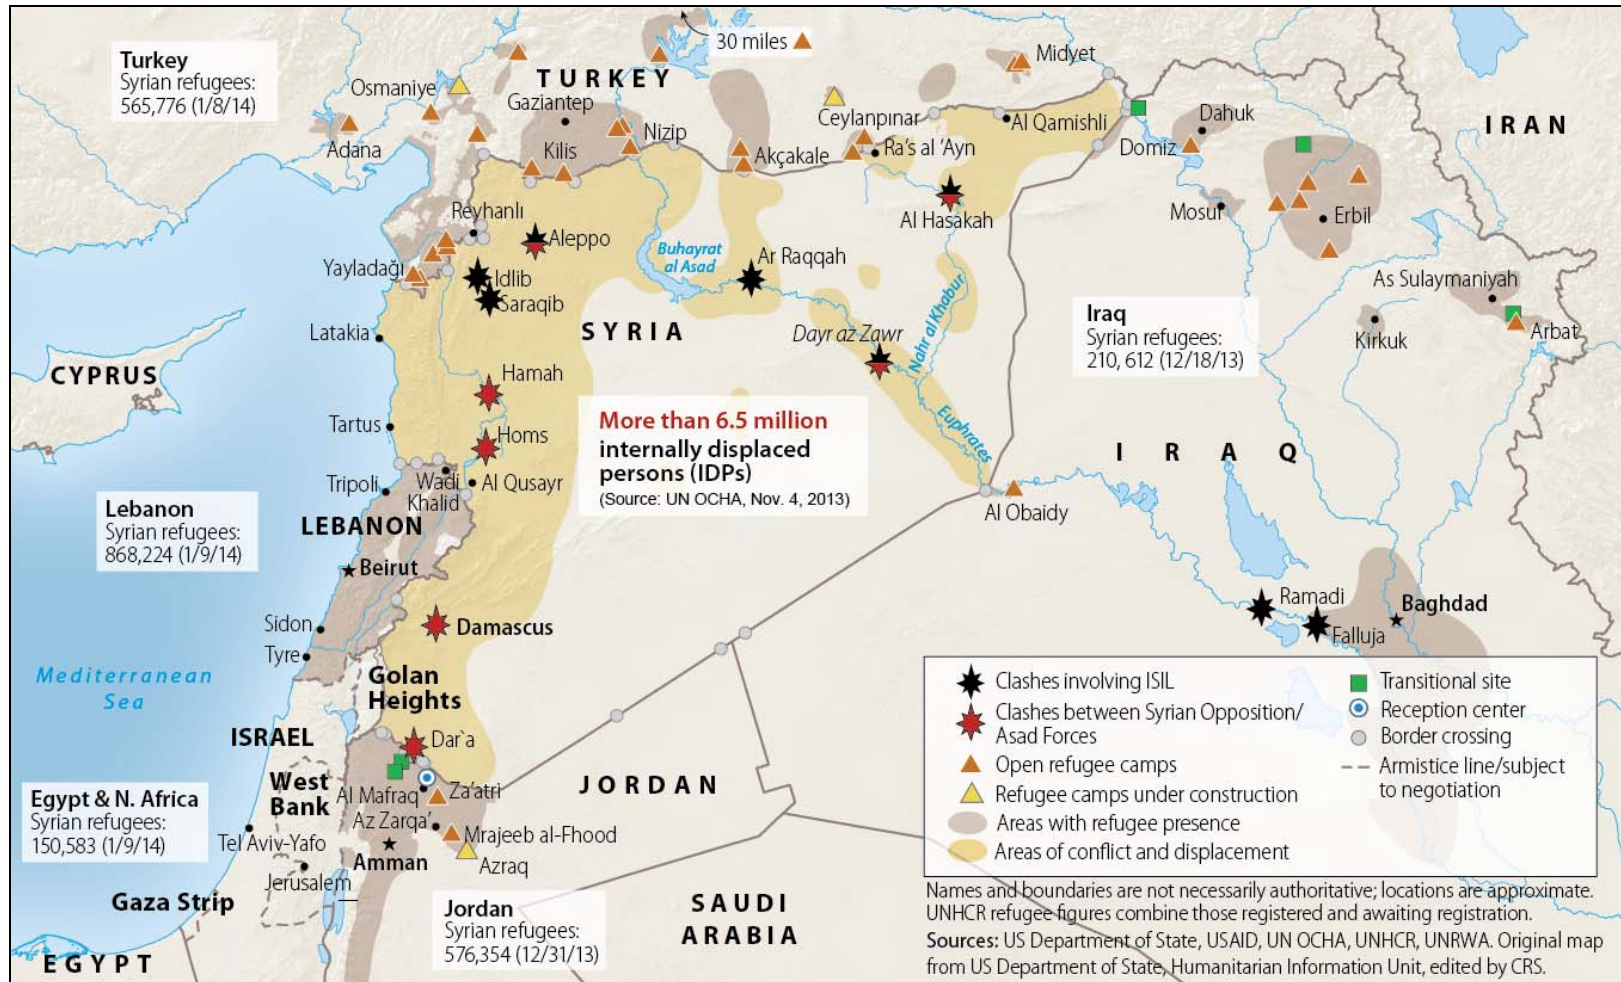 30 miles
Turkey
Syrian refugees:
565,776 (1/8/14)
TURKEY
Midyet
Osmaniye
Gaziantep
Ceylanpınar
Al Qamishli
Dahuk
IRAN
Adana
Nizip
Kilis
Akçakale
Ra's al 'Ayn
Domiz
Reyhanlı
Aleppo
Al Hasakah
Mosul
Erbil
Yayladağı
Idlib
Saraqib
Buhayrat
al Asad
Ar Raqqah
Nahr al Khabur
As Sulaymaniyah
Latakia
SYRIA
Dayr az Zawr
Iraq
Syrian refugees:
210, 612 (12/18/13)
Kirkuk
Arbat
CYPRUS
Hamah
Tartus
Homs
More than 6.5 million
internally displaced
persons (IDPs)
(Source: UN OCHA, Nov. 4, 2013)
Euphrates
IRAQ
Tripoli
Wadi
Khalid
Al Qusayr
Al Obaidy
Lebanon
Syrian refugees:
868,224 (1/9/14)
LEBANON
Beirut
Ramadi
Baghdad
Falluja
Sidon
Damascus
Tyre
Mediterranean
Sea
Golan
Heights
ISRAEL
Dar`a
West
Bank
Al Mafraq
Za'atri
JORDAN
Egypt & N. Africa
Syrian refugees:
150,583 (1/9/14)
Az Zarqa'
Mrajeeb al-Fhood
Tel Aviv-Yafo
Amman
Azraq
Jerusalem
Gaza Strip
Jordan
Syrian refugees:
576,354 (12/31/13)
SAUDI
ARABIA
EGYPT
Clashes involving ISIL
Clashes between Syrian Opposition/
Asad Forces
Open refugee camps
Refugee camps under construction
Areas with refugee presence
Areas of conflict and displacement
Transitional site
Reception center
Border crossing
Armistice line/subject
to negotiation
Names and boundaries are not necessarily authoritative; locations are approximate.
UNHCR refugee figures combine those registered and awaiting registration.
Sources: US Department of State, USAID, UN OCHA, UNHCR, UNRWA. Original map
from US Department of State, Humanitarian Information Unit, edited by CRS.